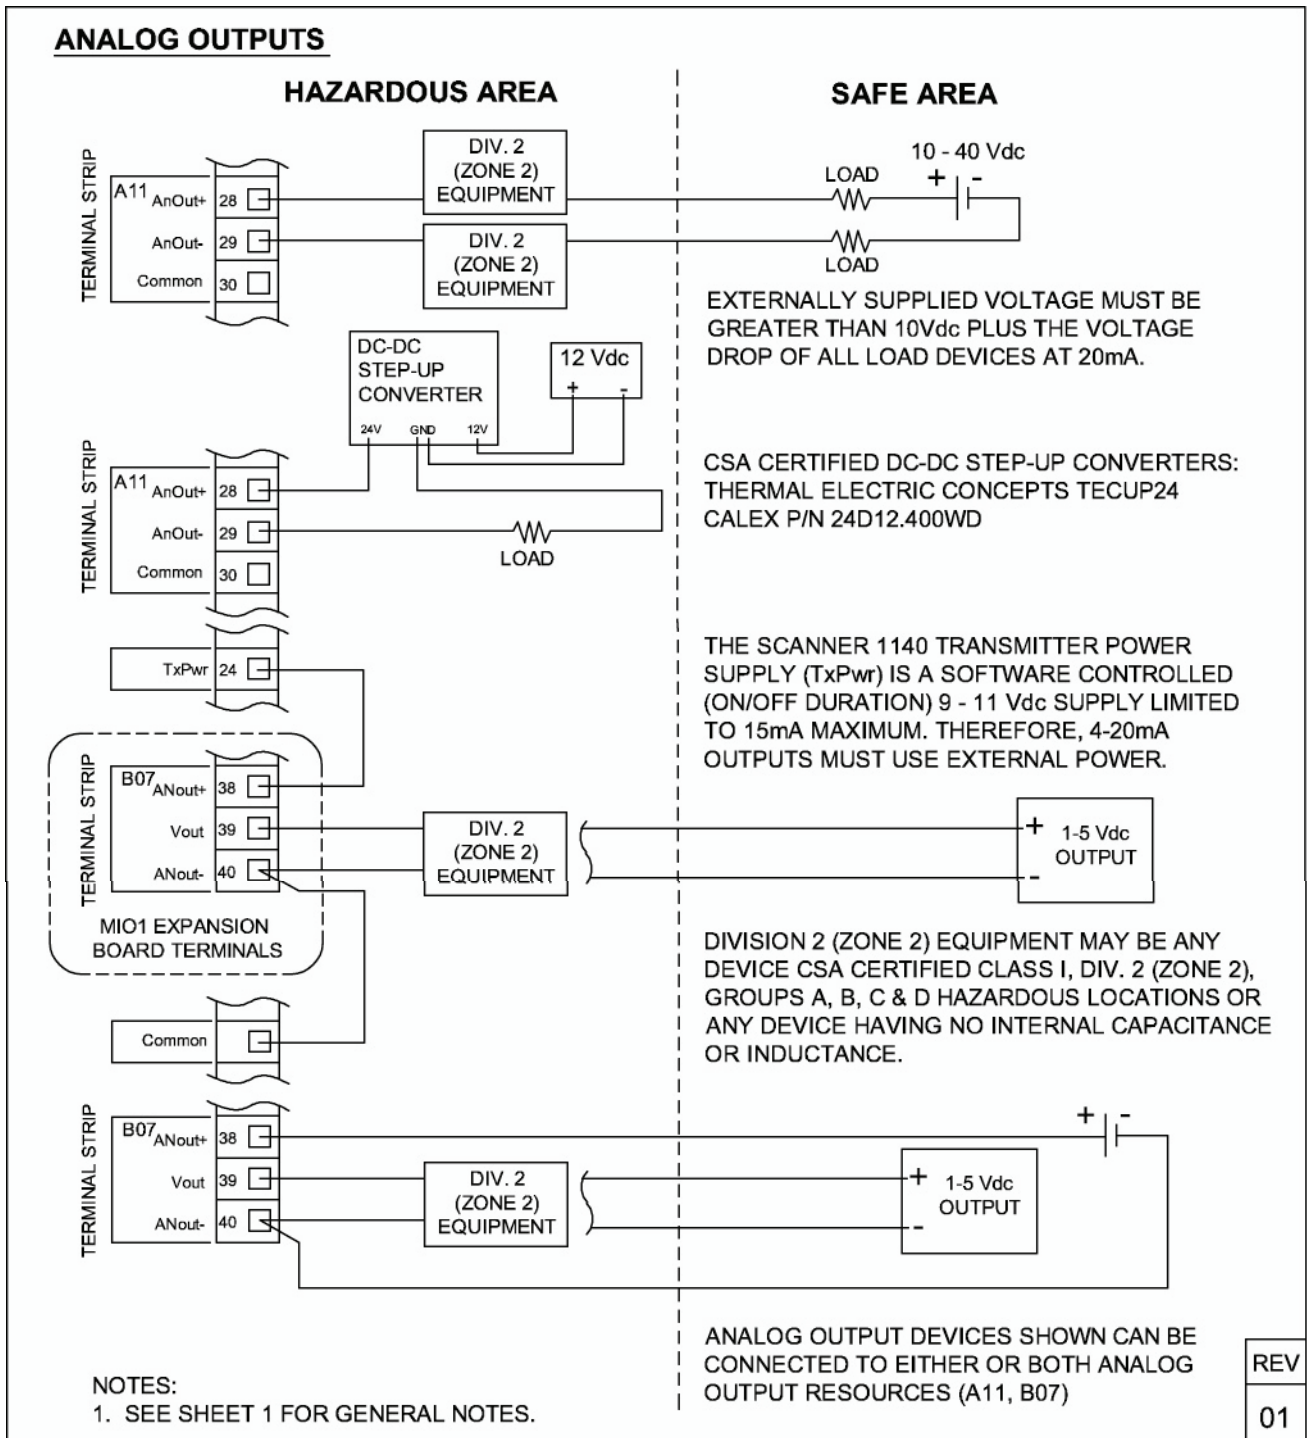 ANALOG OUTPUTS
HAZARDOUS AREA
SAFE AREA
TERMINAL STRIP
A11
AnOut+ 28
AnOut- 29
Common 30
DIV. 2
(ZONE 2)
EQUIPMENT
DIV. 2
(ZONE 2)
EQUIPMENT
10 - 40 Vdc
LOAD
+ -
LOAD
EXTERNALLY SUPPLIED VOLTAGE MUST BE
GREATER THAN 10Vdc PLUS THE VOLTAGE
DROP OF ALL LOAD DEVICES AT 20mA.
DC-DC
STEP-UP
CONVERTER
24V GND 12V
12 Vdc
+ -
TERMINAL STRIP
A11
AnOut+ 28
AnOut- 29
Common 30
LOAD
CSA CERTIFIED DC-DC STEP-UP CONVERTERS:
THERMAL ELECTRIC CONCEPTS TECUP24
CALEX P/N 24D12.400WD
TxPwr 24
THE SCANNER 1140 TRANSMITTER POWER
SUPPLY (TxPwr) IS A SOFTWARE CONTROLLED
(ON/OFF DURATION) 9 - 11 Vdc SUPPLY LIMITED
TO 15mA MAXIMUM. THEREFORE, 4-20mA
OUTPUTS MUST USE EXTERNAL POWER.
TERMINAL STRIP
B07
ANout+ 38
Vout 39
ANout- 40
MIO1 EXPANSION
BOARD TERMINALS
DIV. 2
(ZONE 2)
EQUIPMENT
+
-
1-5 Vdc
OUTPUT
DIVISION 2 (ZONE 2) EQUIPMENT MAY BE ANY
DEVICE CSA CERTIFIED CLASS I, DIV. 2 (ZONE 2),
GROUPS A, B, C & D HAZARDOUS LOCATIONS OR
ANY DEVICE HAVING NO INTERNAL CAPACITANCE
OR INDUCTANCE.
Common
TERMINAL STRIP
B07
ANout+ 38
Vout 39
ANout- 40
DIV. 2
(ZONE 2)
EQUIPMENT
+ -
+
-
1-5 Vdc
OUTPUT
ANALOG OUTPUT DEVICES SHOWN CAN BE
CONNECTED TO EITHER OR BOTH ANALOG
OUTPUT RESOURCES (A11, B07)
NOTES:
1. SEE SHEET 1 FOR GENERAL NOTES.
REV
01